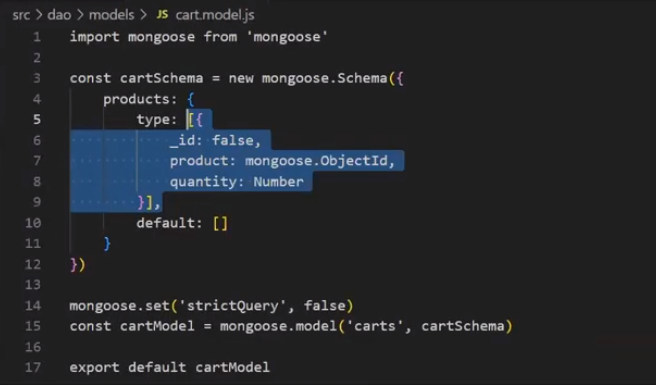 src > dao > models > JS cart.model.js
1 import mongoose from 'mongoose'
2
3 const cartSchema = new mongoose.Schema({
4     products: {
5         type: [{
6             _id: false,
7             product: mongoose.ObjectId,
8             quantity: Number
9         }],
10         default: []
11     }
12 })
13
14 mongoose.set('strictQuery', false)
15 const cartModel = mongoose.model('carts', cartSchema)
16
17 export default cartModel